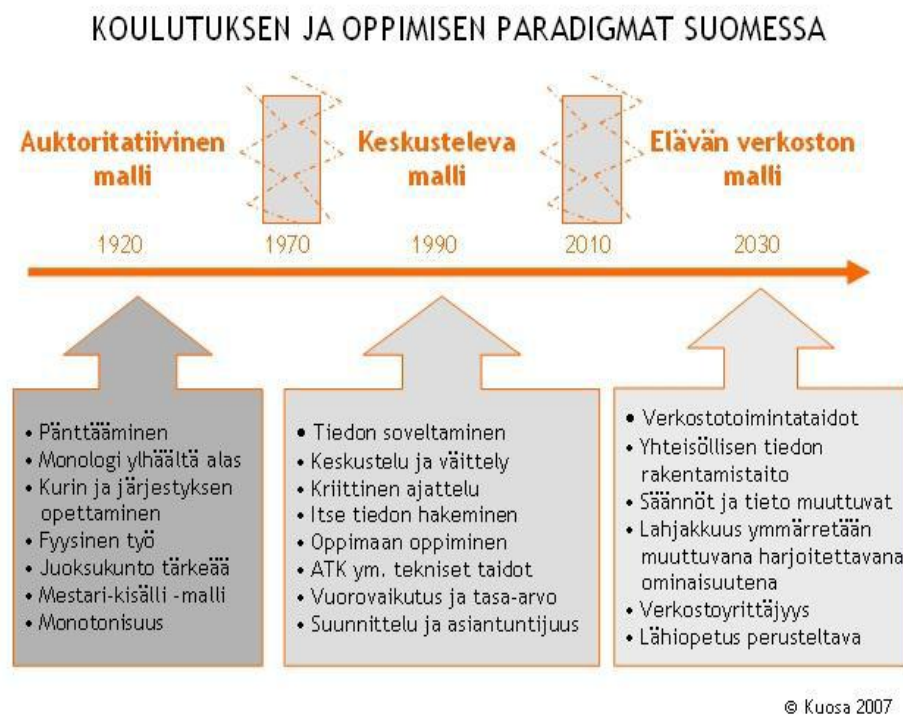 KOULUTUKSEN JA OPPIMISEN PARADIGMAT SUOMESSA
Auktoritatiivinen
malli
Keskusteleva
malli
Elävän verkoston
malli
1920
1970
1990
2010
2030
• Pänttääminen
• Monologi ylhäältä alas
• Kurin ja järjestyksen
opettaminen
• Fyysinen työ
• Juoksukunto tärkeää
• Mestari-kisälli -malli
• Monotonisuus
• Tiedon soveltaminen
• Keskustelu ja väittely
• Kriittinen ajattelu
• Itse tiedon hakeminen
• Oppimaan oppiminen
• ATK ym. tekniset taidot
• Vuorovaikutus ja tasa-arvo
• Suunnittelu ja asiantuntijuus
• Verkostotoimintataidot
• Yhteisöllisen tiedon
rakentamistaito
• Säännöt ja tieto muuttuvat
• Lahjakkuus ymmärretään
muuttuvana harjoitettavana
ominaisuutena
• Verkostoyrittäjyys
• Lähiopetus perusteltava
© Kuosa 2007